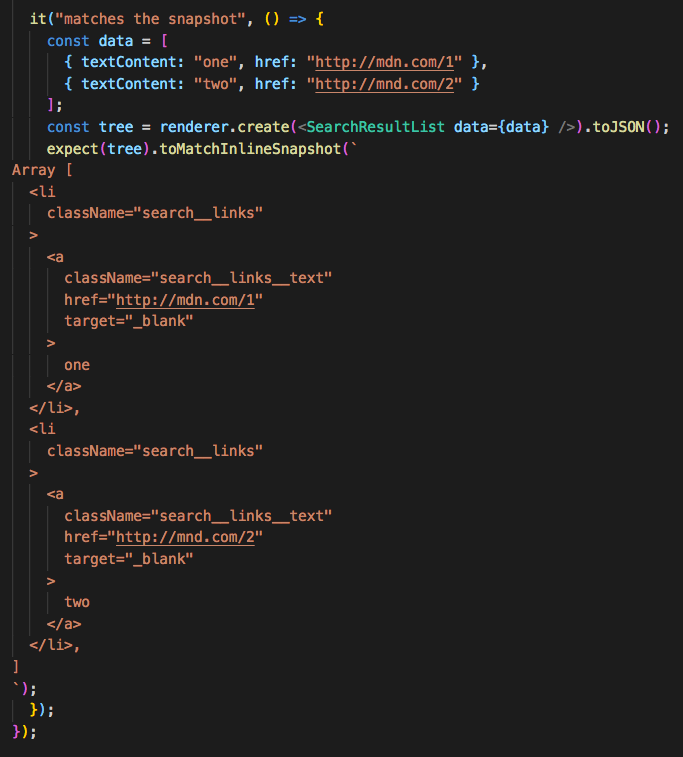 it("matches the snapshot", () => {
const data = [
{ textContent: "one", href: "http://mdn.com/1" },
{ textContent: "two", href: "http://mnd.com/2" }
];
const tree = renderer.create(<SearchResultList data={data} />).toJSON();
expect(tree).toMatchInlineSnapshot(`
Array [
<li
className="search__links"
>
<a
className="search__links__text"
href="http://mdn.com/1"
target="_blank"
>
one
</a>
</li>,
<li
className="search__links"
>
<a
className="search__links__text"
href="http://mnd.com/2"
target="_blank"
>
two
</a>
</li>,
]
`);
});
});